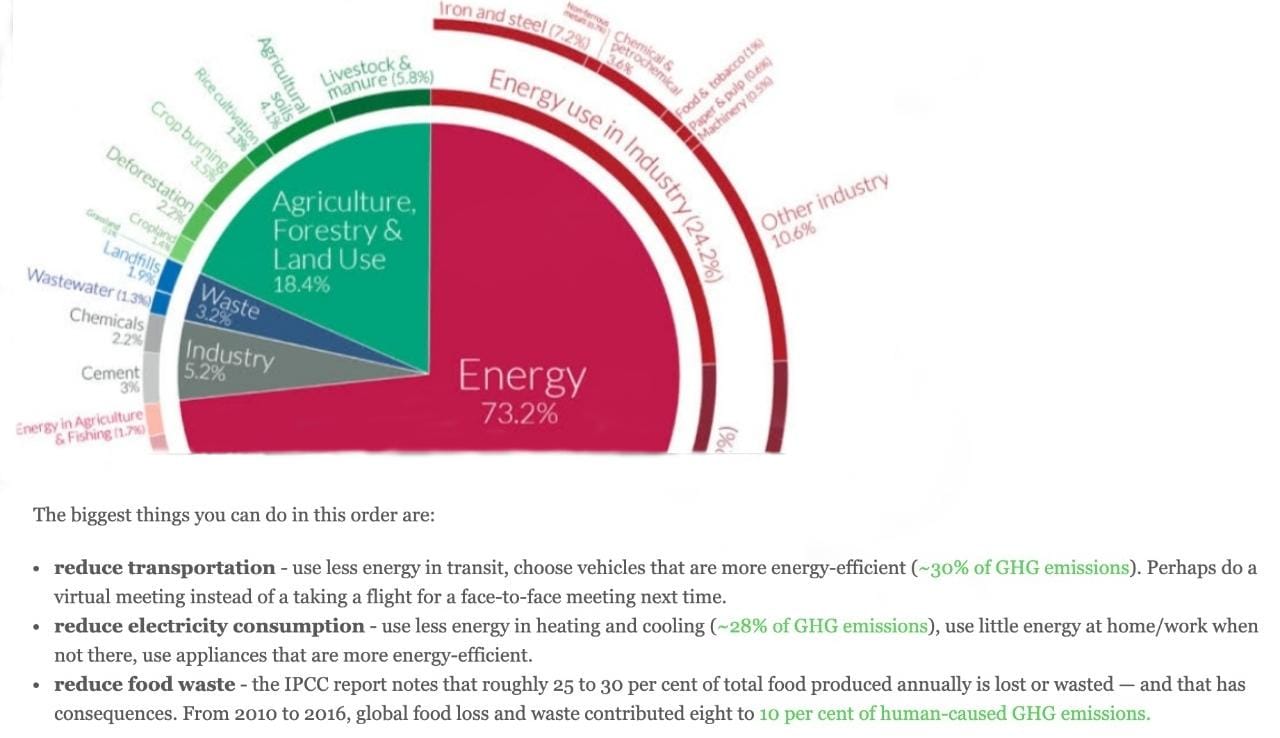 Iron and steel (7.2%)
Non-ferrous
metals (0.7%)
Chemical &
petrochemical
3.6%
Food & tobacco (1%)
Paper & pulp (0.6%)
Machinery (0.5%)
Other industry
10.6%
Energy use in Industry (24.2%)
%)
Livestock &
manure (5.8%)
Agricultural
soils
4.1%
Rice cultivation
1.3%
Crop burning
3.5%
Deforestation
2.2%
Cropland
1.4%
Grassland
0.1%
Landfills
1.9%
Wastewater (1.3%)
Chemicals
2.2%
Cement
3%
Energy in Agriculture
& Fishing (1.7%)
Agriculture,
Forestry &
Land Use
18.4%
Waste
3.2%
Industry
5.2%
Energy
73.2%
The biggest things you can do in this order are:
• reduce transportation - use less energy in transit, choose vehicles that are more energy-efficient (~30% of GHG emissions). Perhaps do a
virtual meeting instead of a taking a flight for a face-to-face meeting next time.
• reduce electricity consumption - use less energy in heating and cooling (~28% of GHG emissions), use little energy at home/work when
not there, use appliances that are more energy-efficient.
• reduce food waste - the IPCC report notes that roughly 25 to 30 per cent of total food produced annually is lost or wasted — and that has
consequences. From 2010 to 2016, global food loss and waste contributed eight to 10 per cent of human-caused GHG emissions.